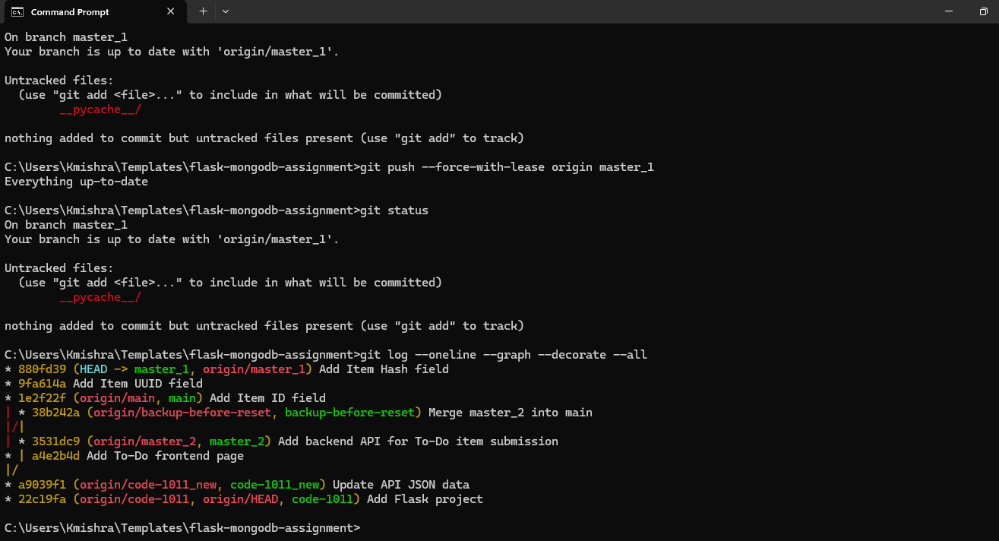 Command Prompt
On branch master_1
Your branch is up to date with 'origin/master_1'.
Untracked files:
  (use "git add <file>..." to include in what will be committed)
        __pycache__/
nothing added to commit but untracked files present (use "git add" to track)
C:\Users\Kmishra\Templates\flask-mongodb-assignment>git push --force-with-lease origin master_1
Everything up-to-date
C:\Users\Kmishra\Templates\flask-mongodb-assignment>git status
On branch master_1
Your branch is up to date with 'origin/master_1'.
Untracked files:
  (use "git add <file>..." to include in what will be committed)
        __pycache__/
nothing added to commit but untracked files present (use "git add" to track)
C:\Users\Kmishra\Templates\flask-mongodb-assignment>git log --oneline --graph --decorate --all
* 880fd39 (HEAD -> master_1, origin/master_1) Add Item Hash field
* 9fa614a Add Item UUID field
* 1e2f22f (origin/main, main) Add Item ID field
| * 38b242a (origin/backup-before-reset, backup-before-reset) Merge master_2 into main
|/|
| * 3531dc9 (origin/master_2, master_2) Add backend API for To-Do item submission
* | a4e2b4d Add To-Do frontend page
|/
* a9039f1 (origin/code-1011_new, code-1011_new) Update API JSON data
* 22c19fa (origin/code-1011, origin/HEAD, code-1011) Add Flask project
C:\Users\Kmishra\Templates\flask-mongodb-assignment>